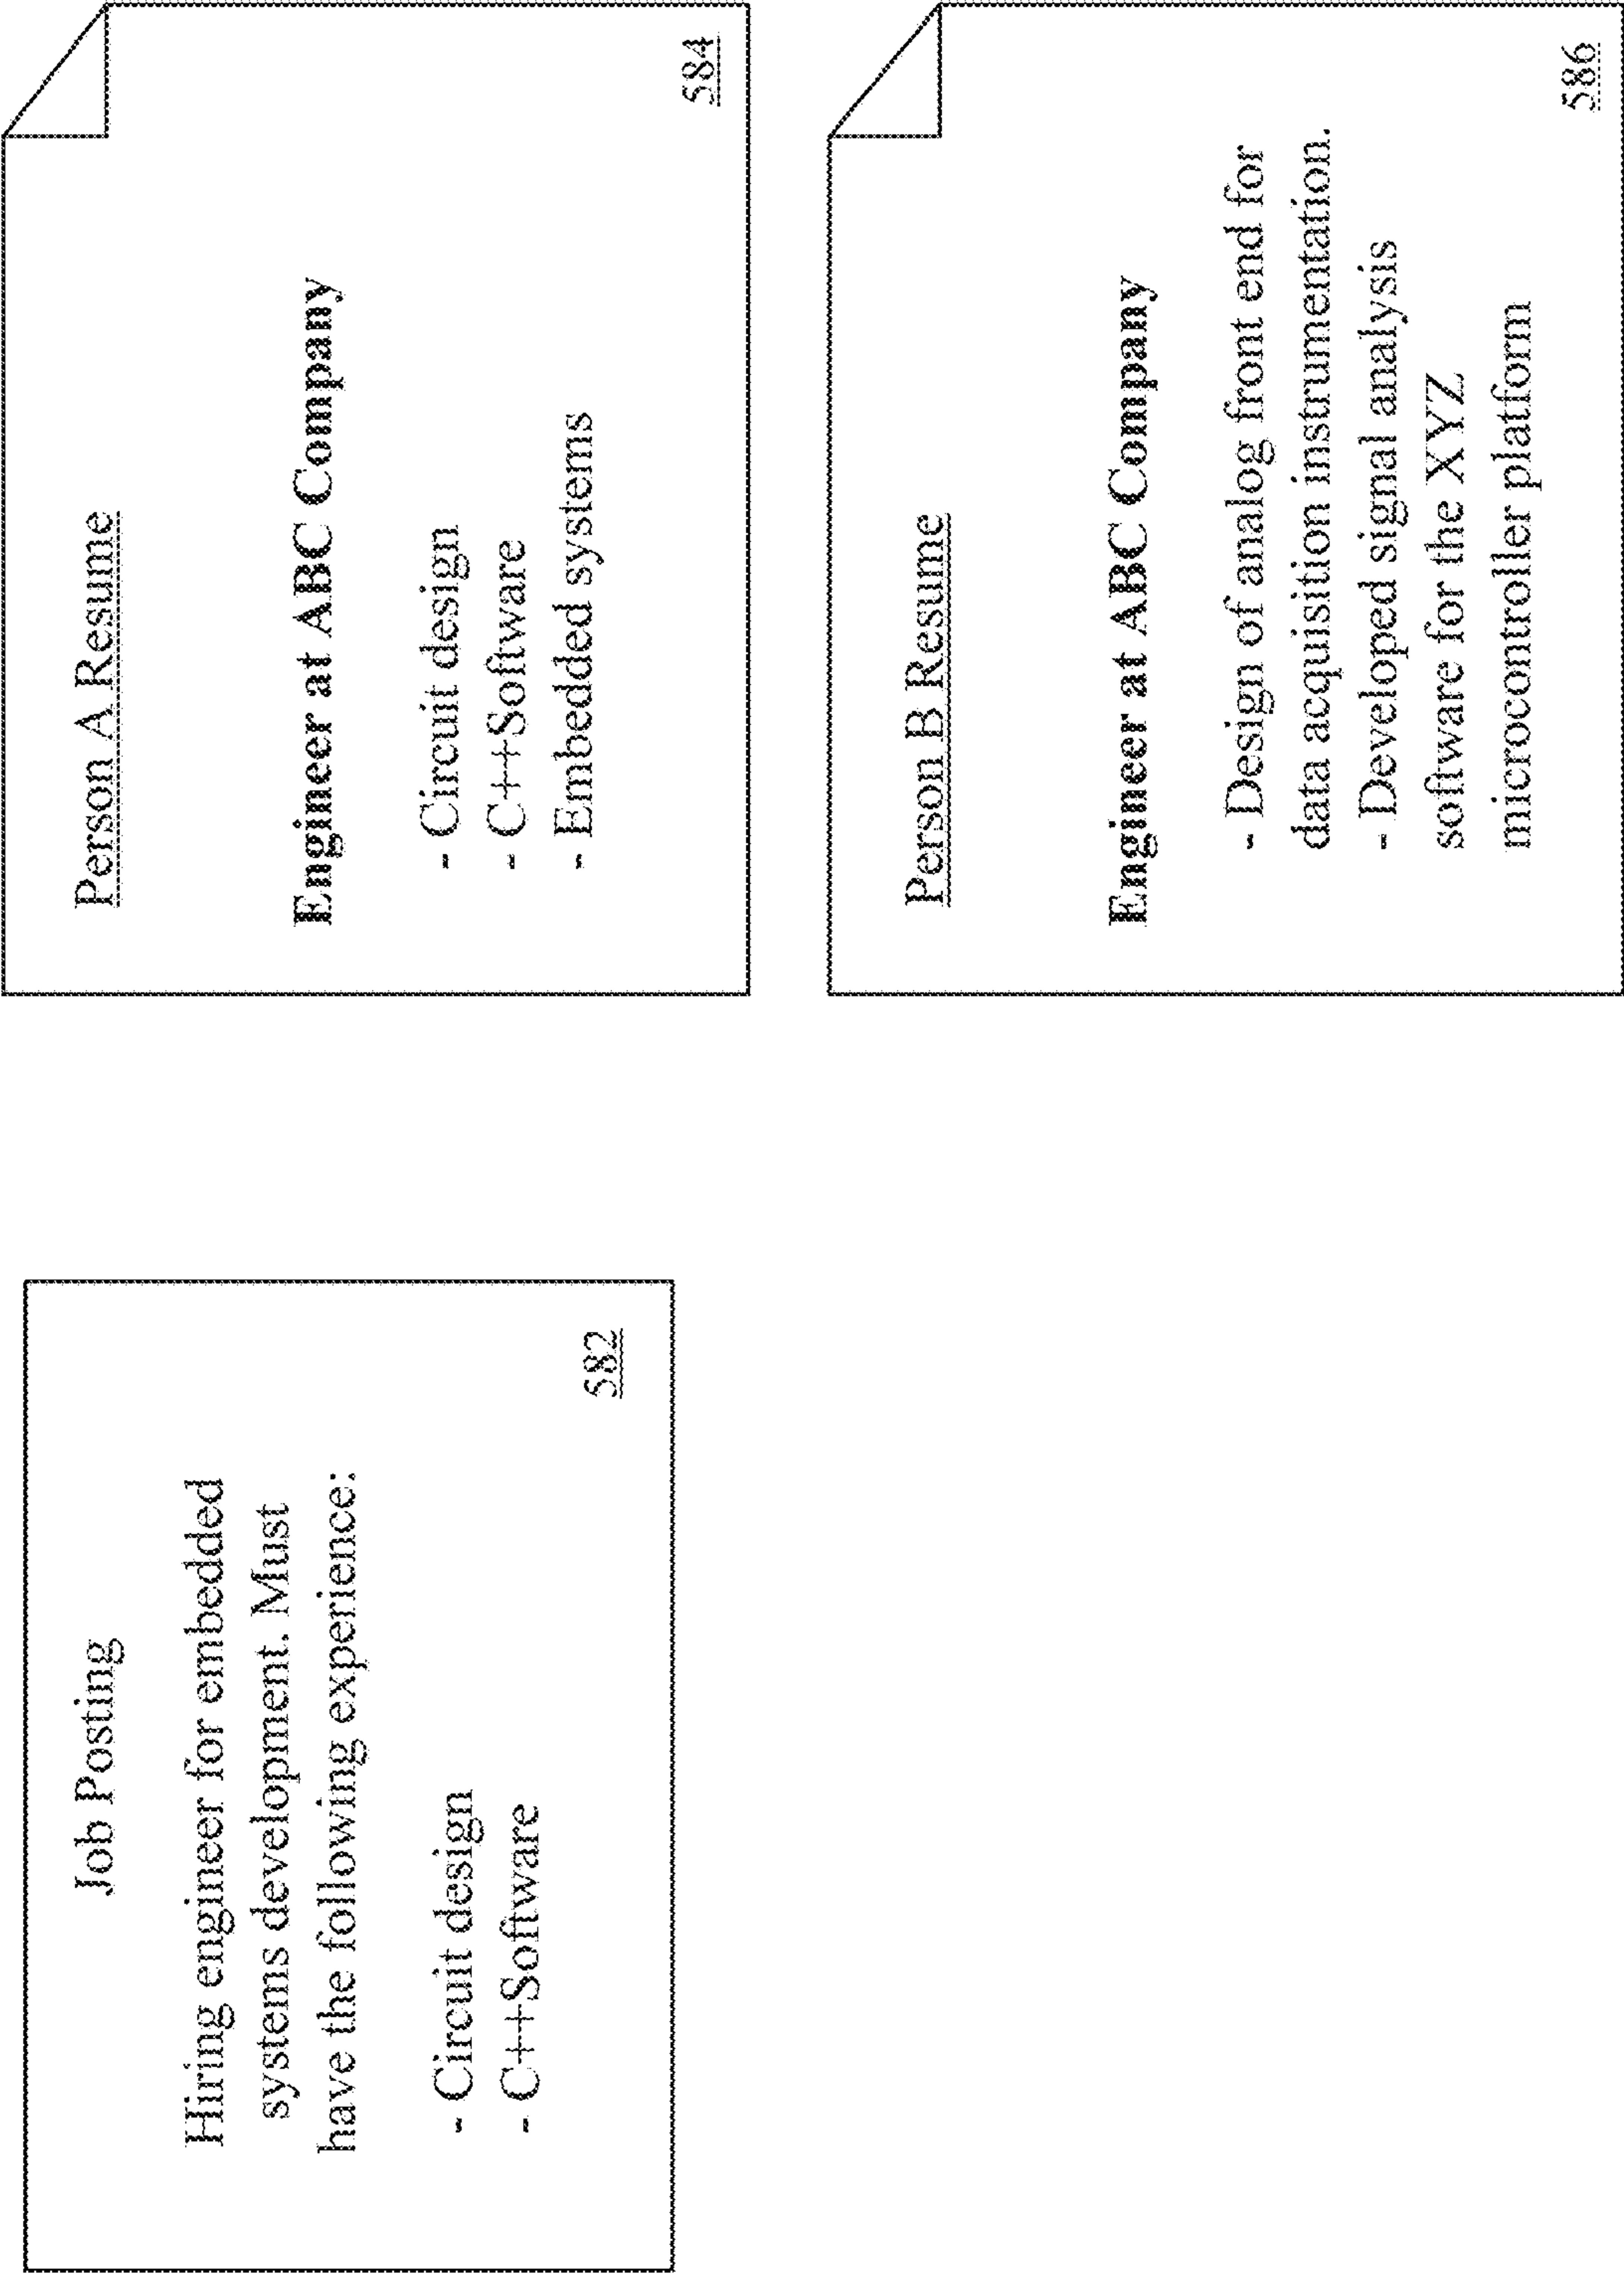 Job Posting
Hiring engineer for embedded
systems development. Must
have the following experience:
- Circuit design
- C++Software
582
Person A Resume
Engineer at ABC Company
- Circuit design
- C++Software
- Embedded systems
584
Person B Resume
Engineer at ABC Company
- Design of analog front end for
data acquisition instrumentation.
- Developed signal analysis
software for the XYZ
microcontroller platform
586